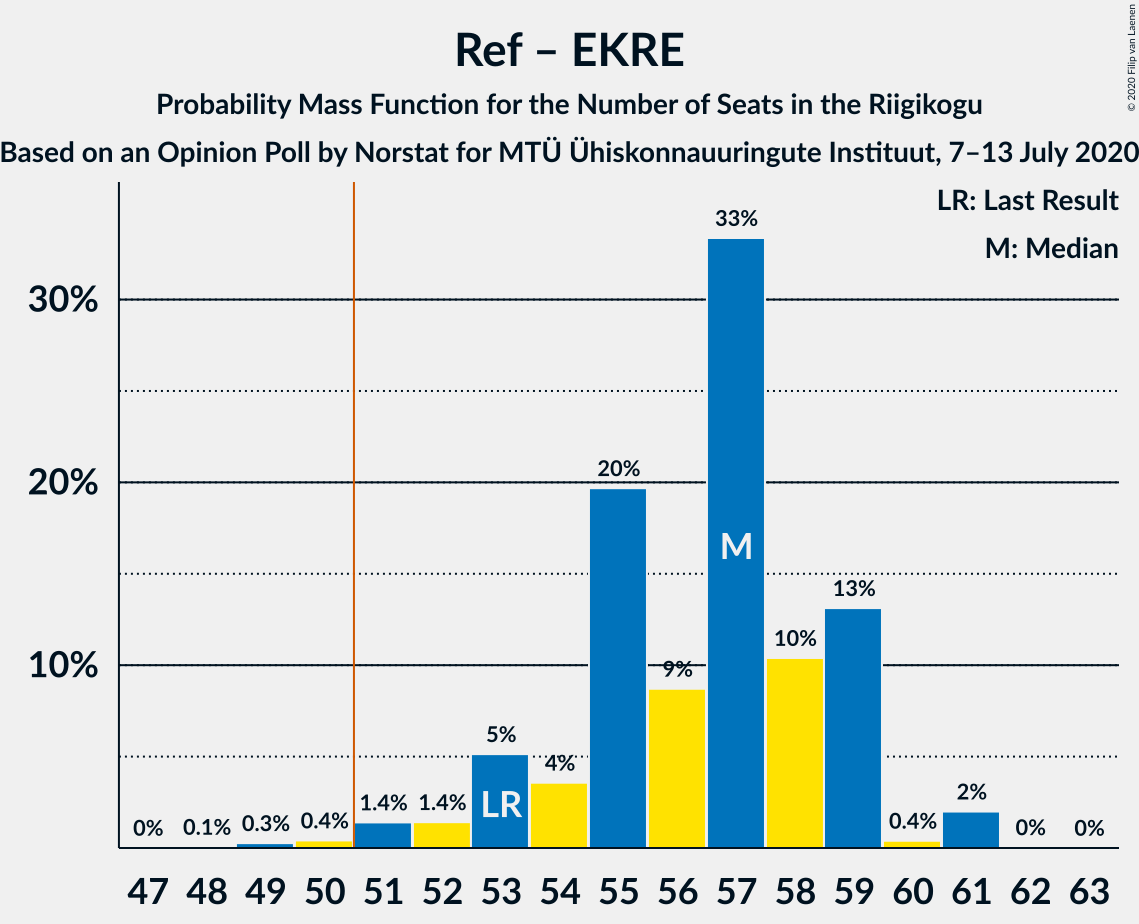 Ref – EKRE
Probability Mass Function for the Number of Seats in the Riigikogu
Based on an Opinion Poll by Norstat for MTÜ Ühiskonnauuringute Instituut, 7–13 July 2020
© 2020 Filip van Laenen
LR: Last Result
M: Median
33%
30%
20%
20%
M
13%
10%
10%
9%
5%
4%
LR
2%
1.4% 1.4%
0% 0.1% 0.3% 0.4% 0.4% 0% 0%
47 48 49 50 51 52 53 54 55 56 57 58 59 60 61 62 63